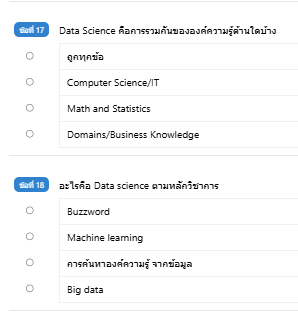 ข้อที่ 17 Data Science คือการรวมกันขององค์ความรู้ด้านใดบ้าง
ถูกทุกข้อ
Computer Science/IT
Math and Statistics
Domains/Business Knowledge
ข้อที่ 18 อะไรคือ Data science ตามหลักวิชาการ
Buzzword
Machine learning
การค้นหาองค์ความรู้ จากข้อมูล
Big data